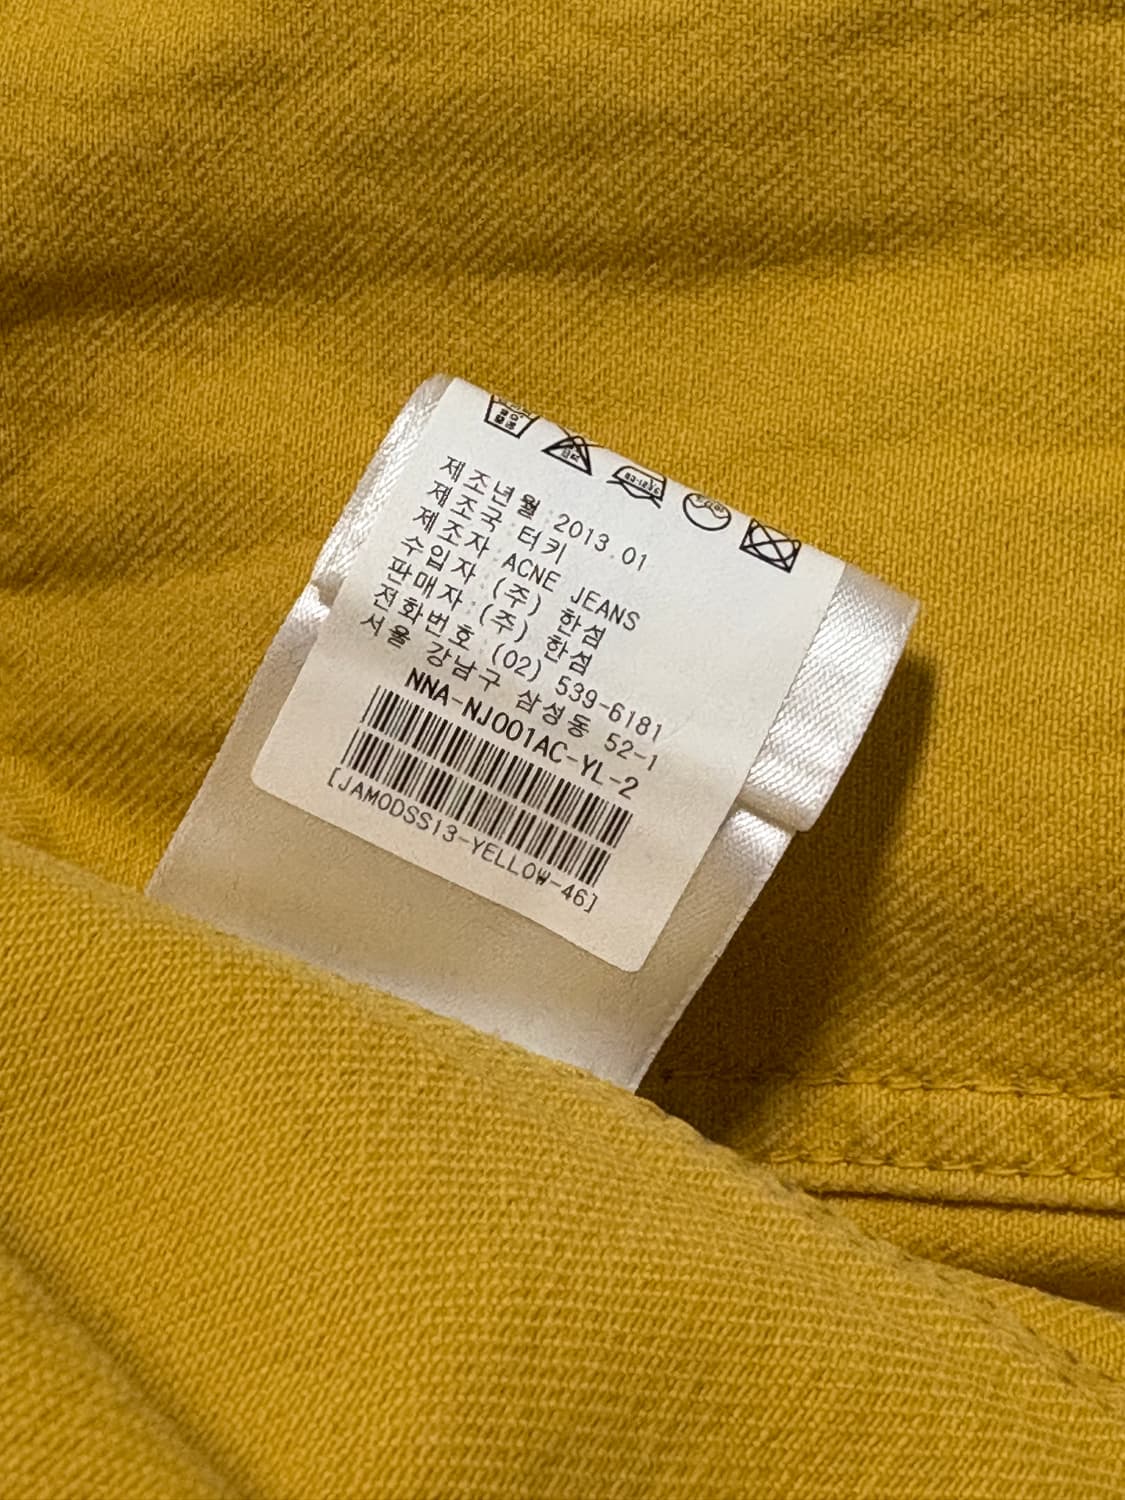 제조년월 2013.01
제조국 터키
제조자 ACNE JEANS
수입자 (주) 한섬
판매자 (주) 한섬
전화번호 (02) 539-6181
서울 강남구 삼성동 52-1
NNA-NJ001AC-YL-2
[JAMODSS13-YELLOW-46]